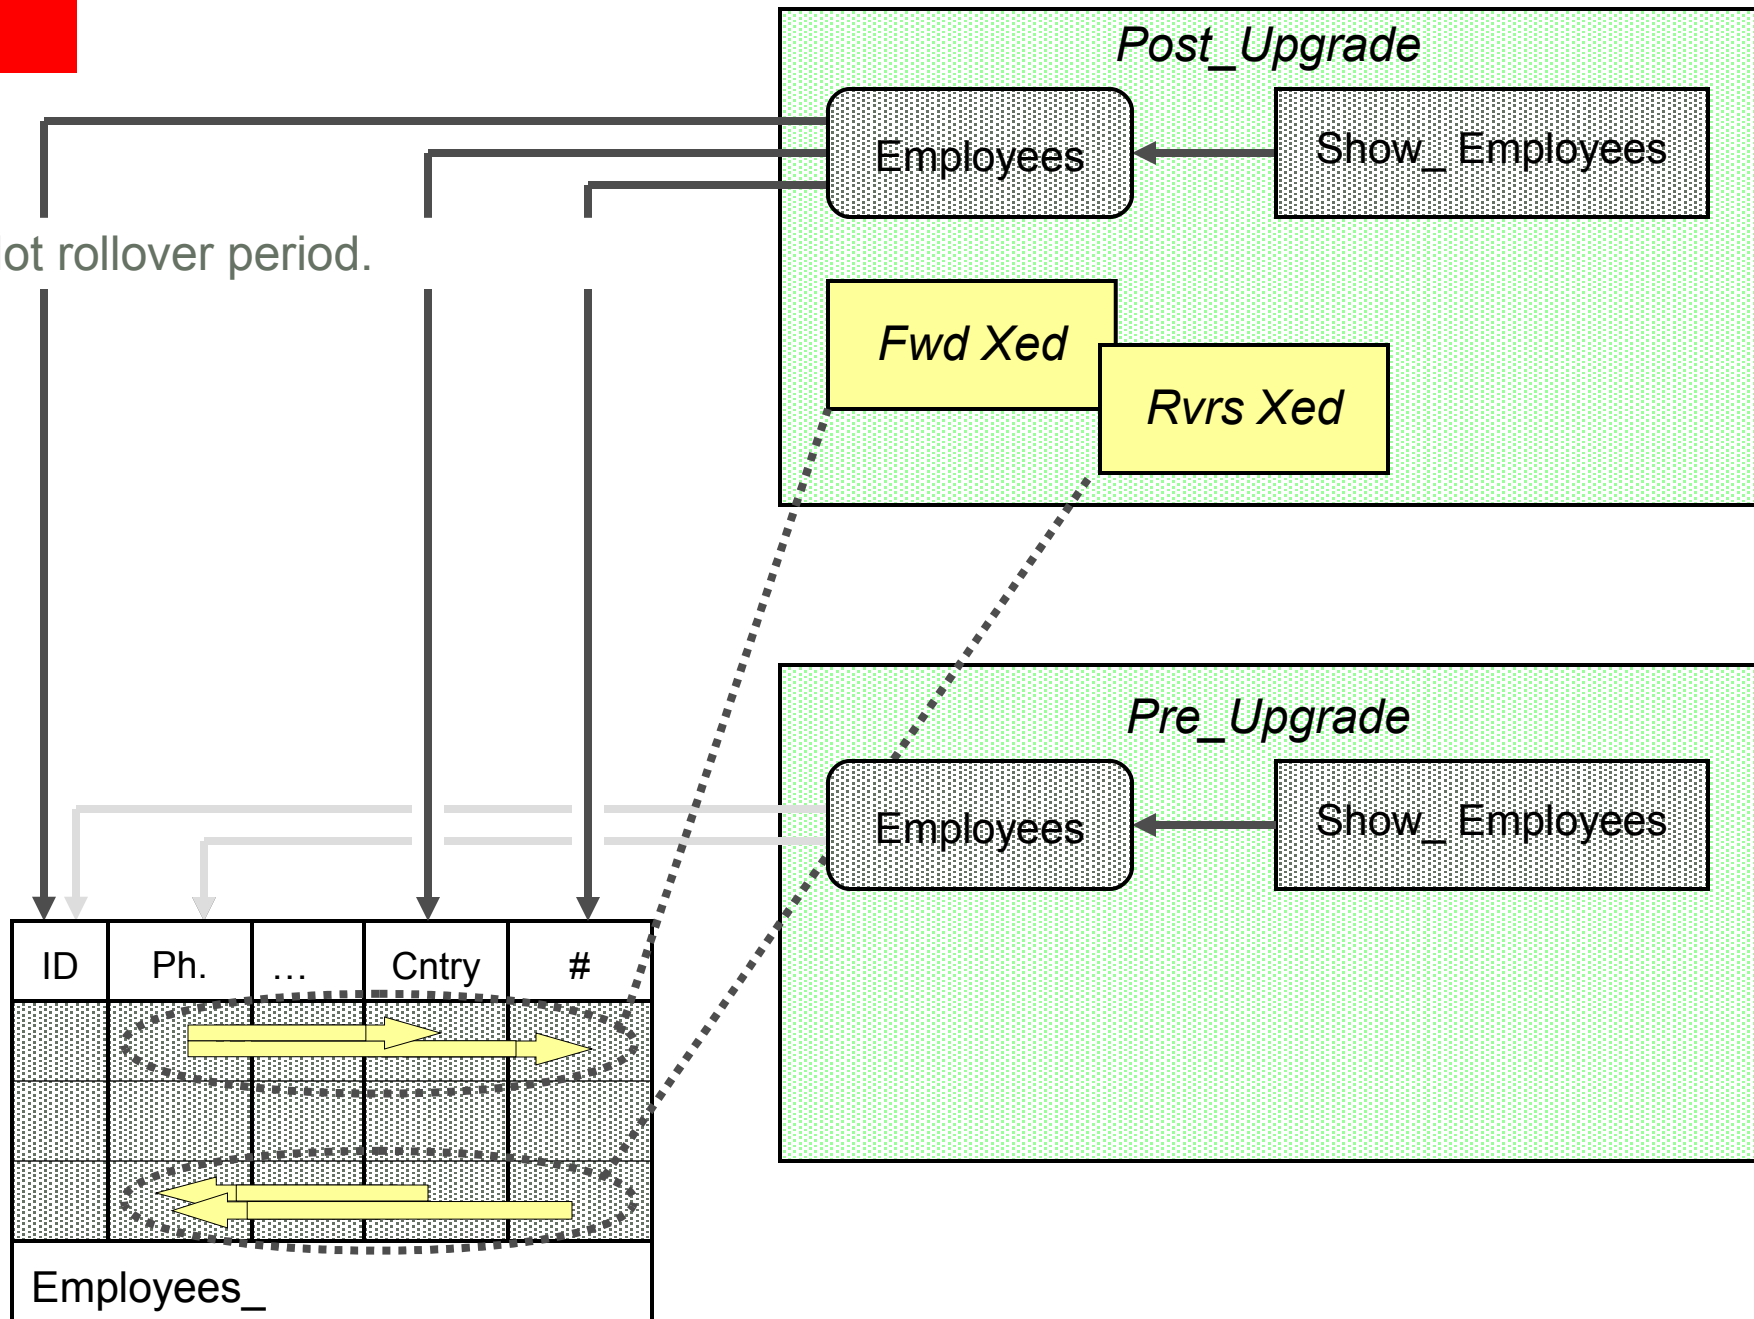 Post_Upgrade
Employees
Show_ Employees
ot rollover period.
Fwd Xed
Rvrs Xed
Pre_Upgrade
Employees
Show_ Employees
ID Ph. … Cntry #
Employees_